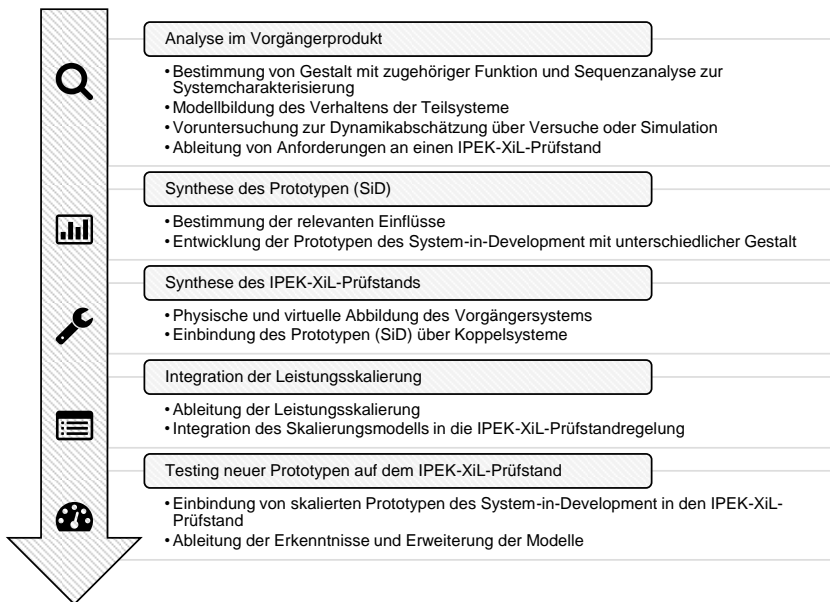 Analyse im Vorgängerprodukt
• Bestimmung von Gestalt mit zugehöriger Funktion und Sequenzanalyse zur
Systemcharakterisierung
• Modellbildung des Verhaltens der Teilsysteme
• Voruntersuchung zur Dynamikabschätzung über Versuche oder Simulation
• Ableitung von Anforderungen an einen IPEK-XiL-Prüfstand
Synthese des Prototypen (SiD)
• Bestimmung der relevanten Einflüsse
• Entwicklung der Prototypen des System-in-Development mit unterschiedlicher Gestalt
Synthese des IPEK-XiL-Prüfstands
• Physische und virtuelle Abbildung des Vorgängersystems
• Einbindung des Prototypen (SiD) über Koppelsysteme
Integration der Leistungsskalierung
• Ableitung der Leistungsskalierung
• Integration des Skalierungsmodells in die IPEK-XiL-Prüfstandregelung
Testing neuer Prototypen auf dem IPEK-XiL-Prüfstand
• Einbindung von skalierten Prototypen des System-in-Development in den IPEK-XiL-
Prüfstand
• Ableitung der Erkenntnisse und Erweiterung der Modelle